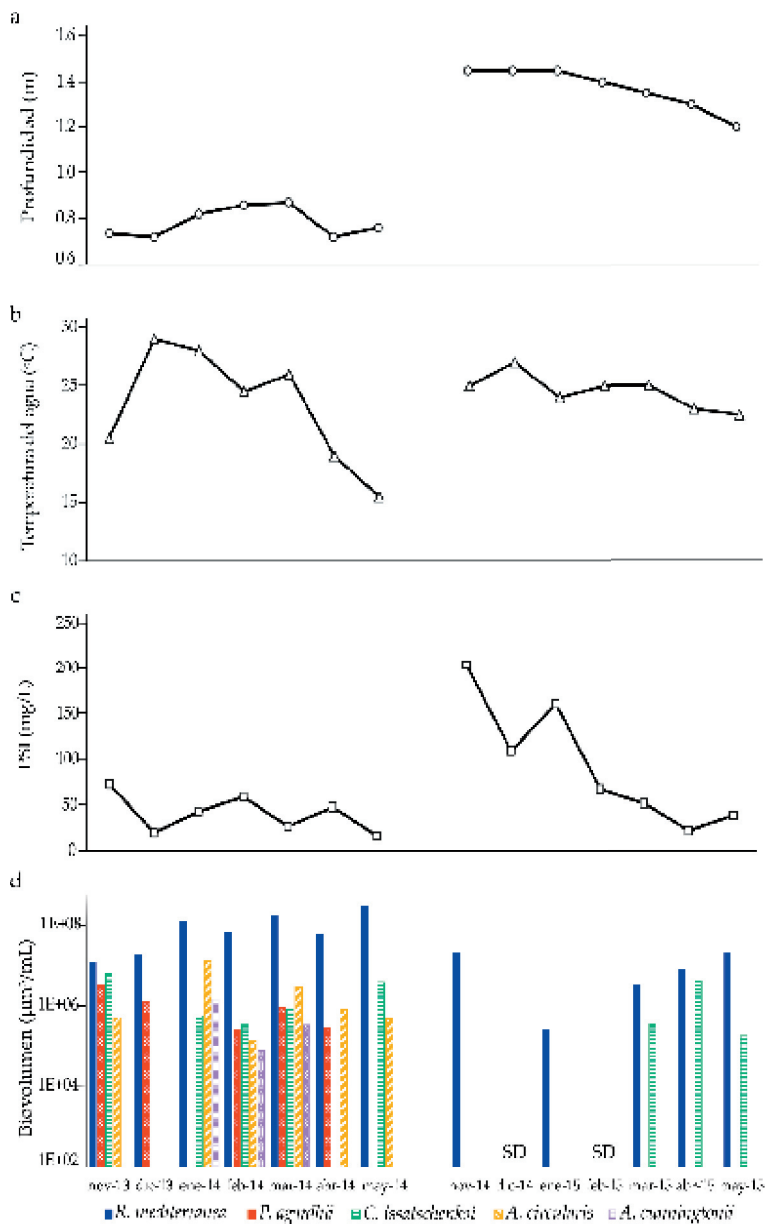 a
Profundidad (m)
1.6
1.4
1.2
1.0
0.8
0.6
b
Temperatura del agua (°C)
30
25
20
15
10
c
(mg/L)
250
200
150
100
50
0
d
Biovolumen (µm³/mL)
1E+08
1E+06
1E+04
1E+02
SD SD
nov-13 dic-13 ene-14 feb-14 mar-14 abr-14 may-14 nov-14 dic-14 ene-15 feb-15 mar-15 abr-15 may-15
R. mediterranea P. agardhii C. issatschenkoi A. circularis A. cunningtonii